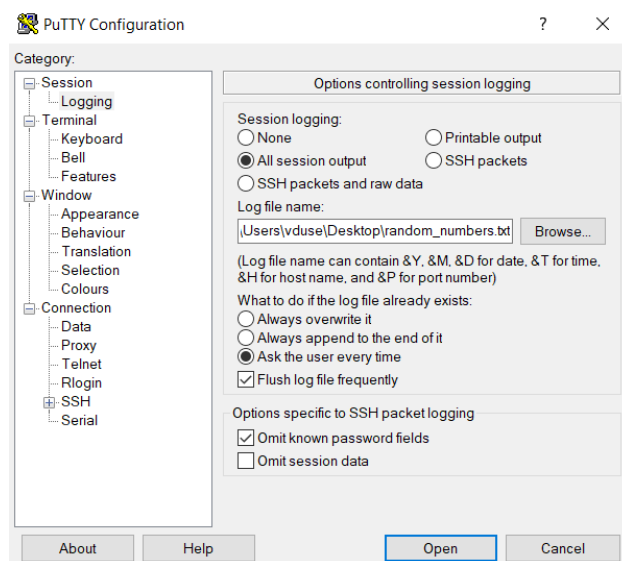 PuTTY Configuration
Category:
Session
Logging
Terminal
Keyboard
Bell
Features
Window
Appearance
Behaviour
Translation
Selection
Colours
Connection
Data
Proxy
Telnet
Rlogin
SSH
Serial
Options controlling session logging
Session logging:
None
Printable output
All session output
SSH packets
SSH packets and raw data
Log file name:
\Users\vduse\Desktop\random_numbers.txt
Browse...
(Log file name can contain &Y, &M, &D for date, &T for time,
&H for host name, and &P for port number)
What to do if the log file already exists:
Always overwrite it
Always append to the end of it
Ask the user every time
Flush log file frequently
Options specific to SSH packet logging
Omit known password fields
Omit session data
About
Help
Open
Cancel